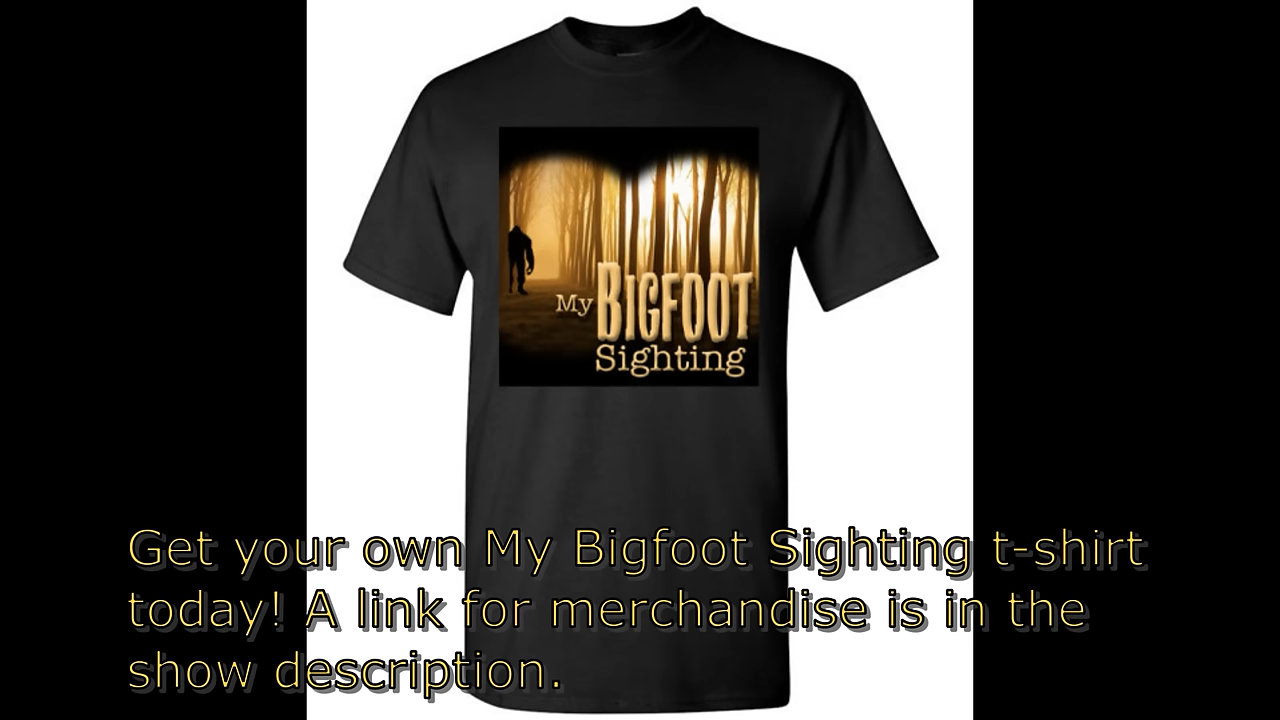 My BIGFOOT
Sighting
Get your own My Bigfoot Sighting t-shirt
today! A link for merchandise is in the
show description.